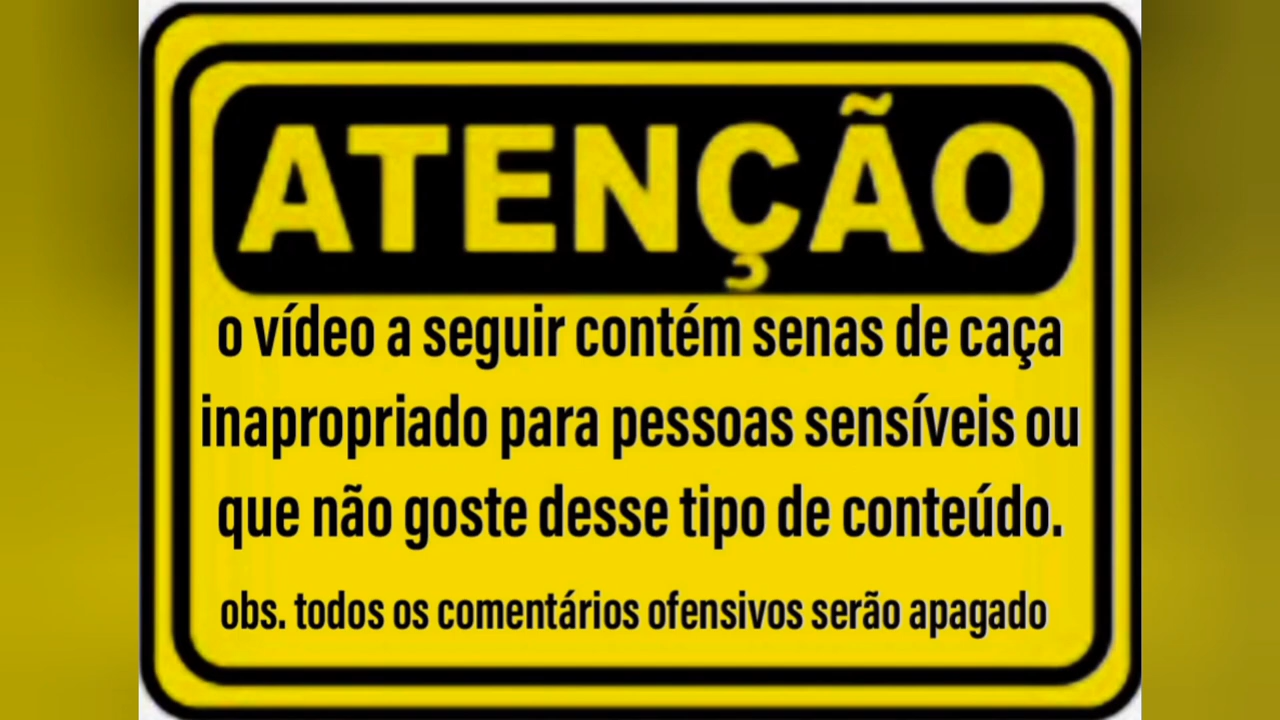 ATENÇÃO
o vídeo a seguir contém senas de caça
inapropriado para pessoas sensíveis ou
que não goste desse tipo de conteúdo.
obs. todos os comentários ofensivos serão apagado